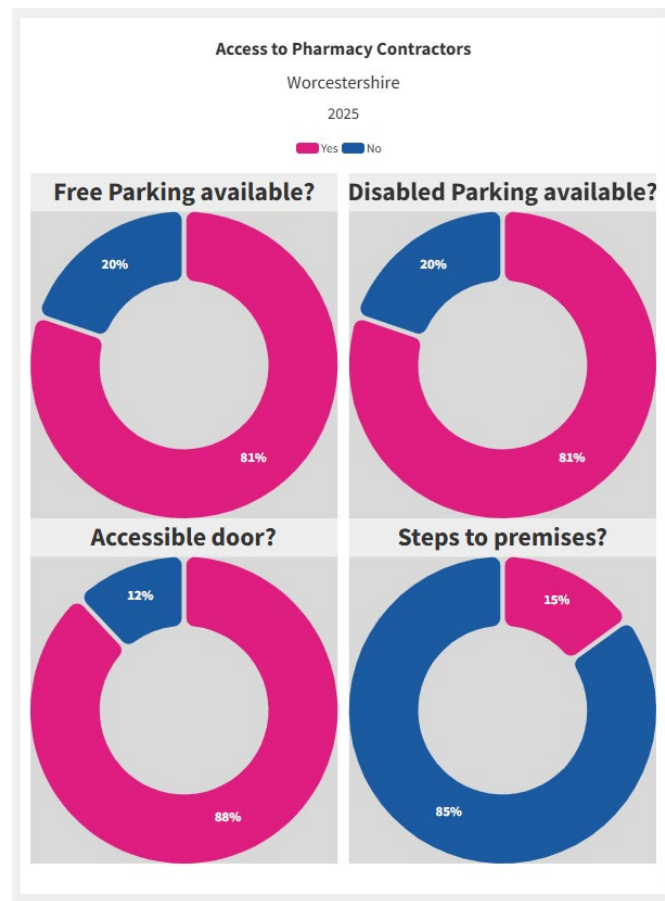 Access to Pharmacy Contractors
Worcestershire
2025
Yes No
Free Parking available?
20%
81%
Disabled Parking available?
20%
81%
Accessible door?
12%
88%
Steps to premises?
15%
85%